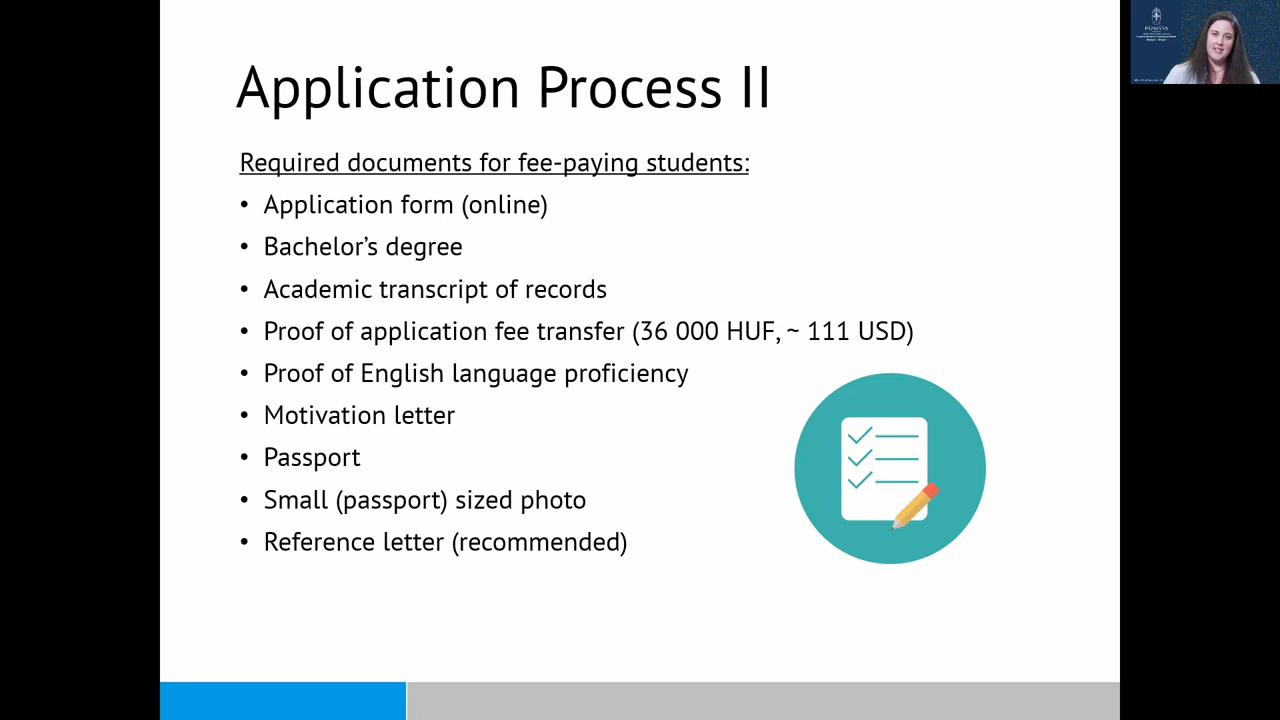 Application Process II
Required documents for fee-paying students:
• Application form (online)
• Bachelor’s degree
• Academic transcript of records
• Proof of application fee transfer (36 000 HUF, ~ 111 USD)
• Proof of English language proficiency
• Motivation letter
• Passport
• Small (passport) sized photo
• Reference letter (recommended)
PÁZMÁNY